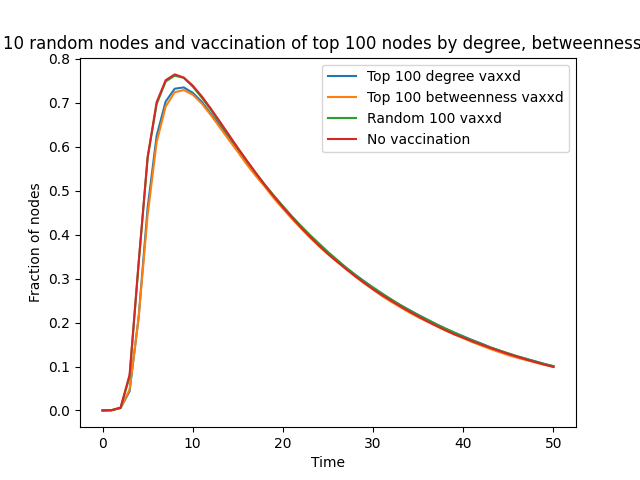 10 random nodes and vaccination of top 100 nodes by degree, betweenness
0.8
0.7
0.6
0.5
0.4
0.3
0.2
0.1
0.0
Fraction of nodes
Top 100 degree vaxxd
Top 100 betweenness vaxxd
Random 100 vaxxd
No vaccination
0 10 20 30 40 50
Time